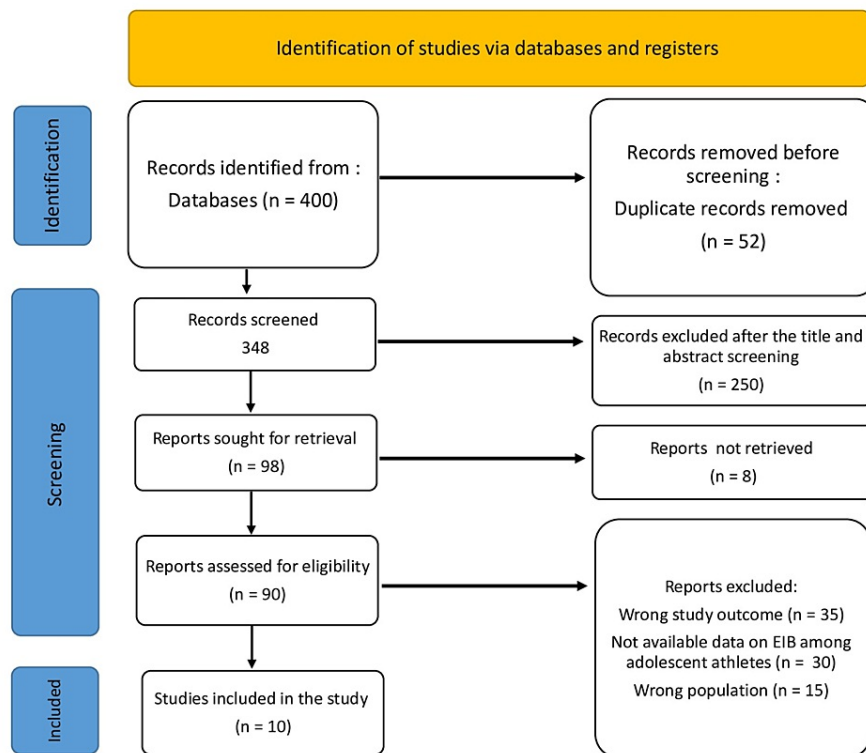 Identification of studies via databases and registers
Identification
Records identified from :
Databases (n = 400)
Records removed before
screening :
Duplicate records removed
(n = 52)
Screening
Records screened
348
Records excluded after the title and
abstract screening
(n = 250)
Reports sought for retrieval
(n = 98)
Reports not retrieved
(n = 8)
Reports assessed for eligibility
(n = 90)
Reports excluded:
Wrong study outcome (n = 35)
Not available data on EIB among
adolescent athletes (n = 30)
Wrong population (n = 15)
Included
Studies included in the study
(n = 10)